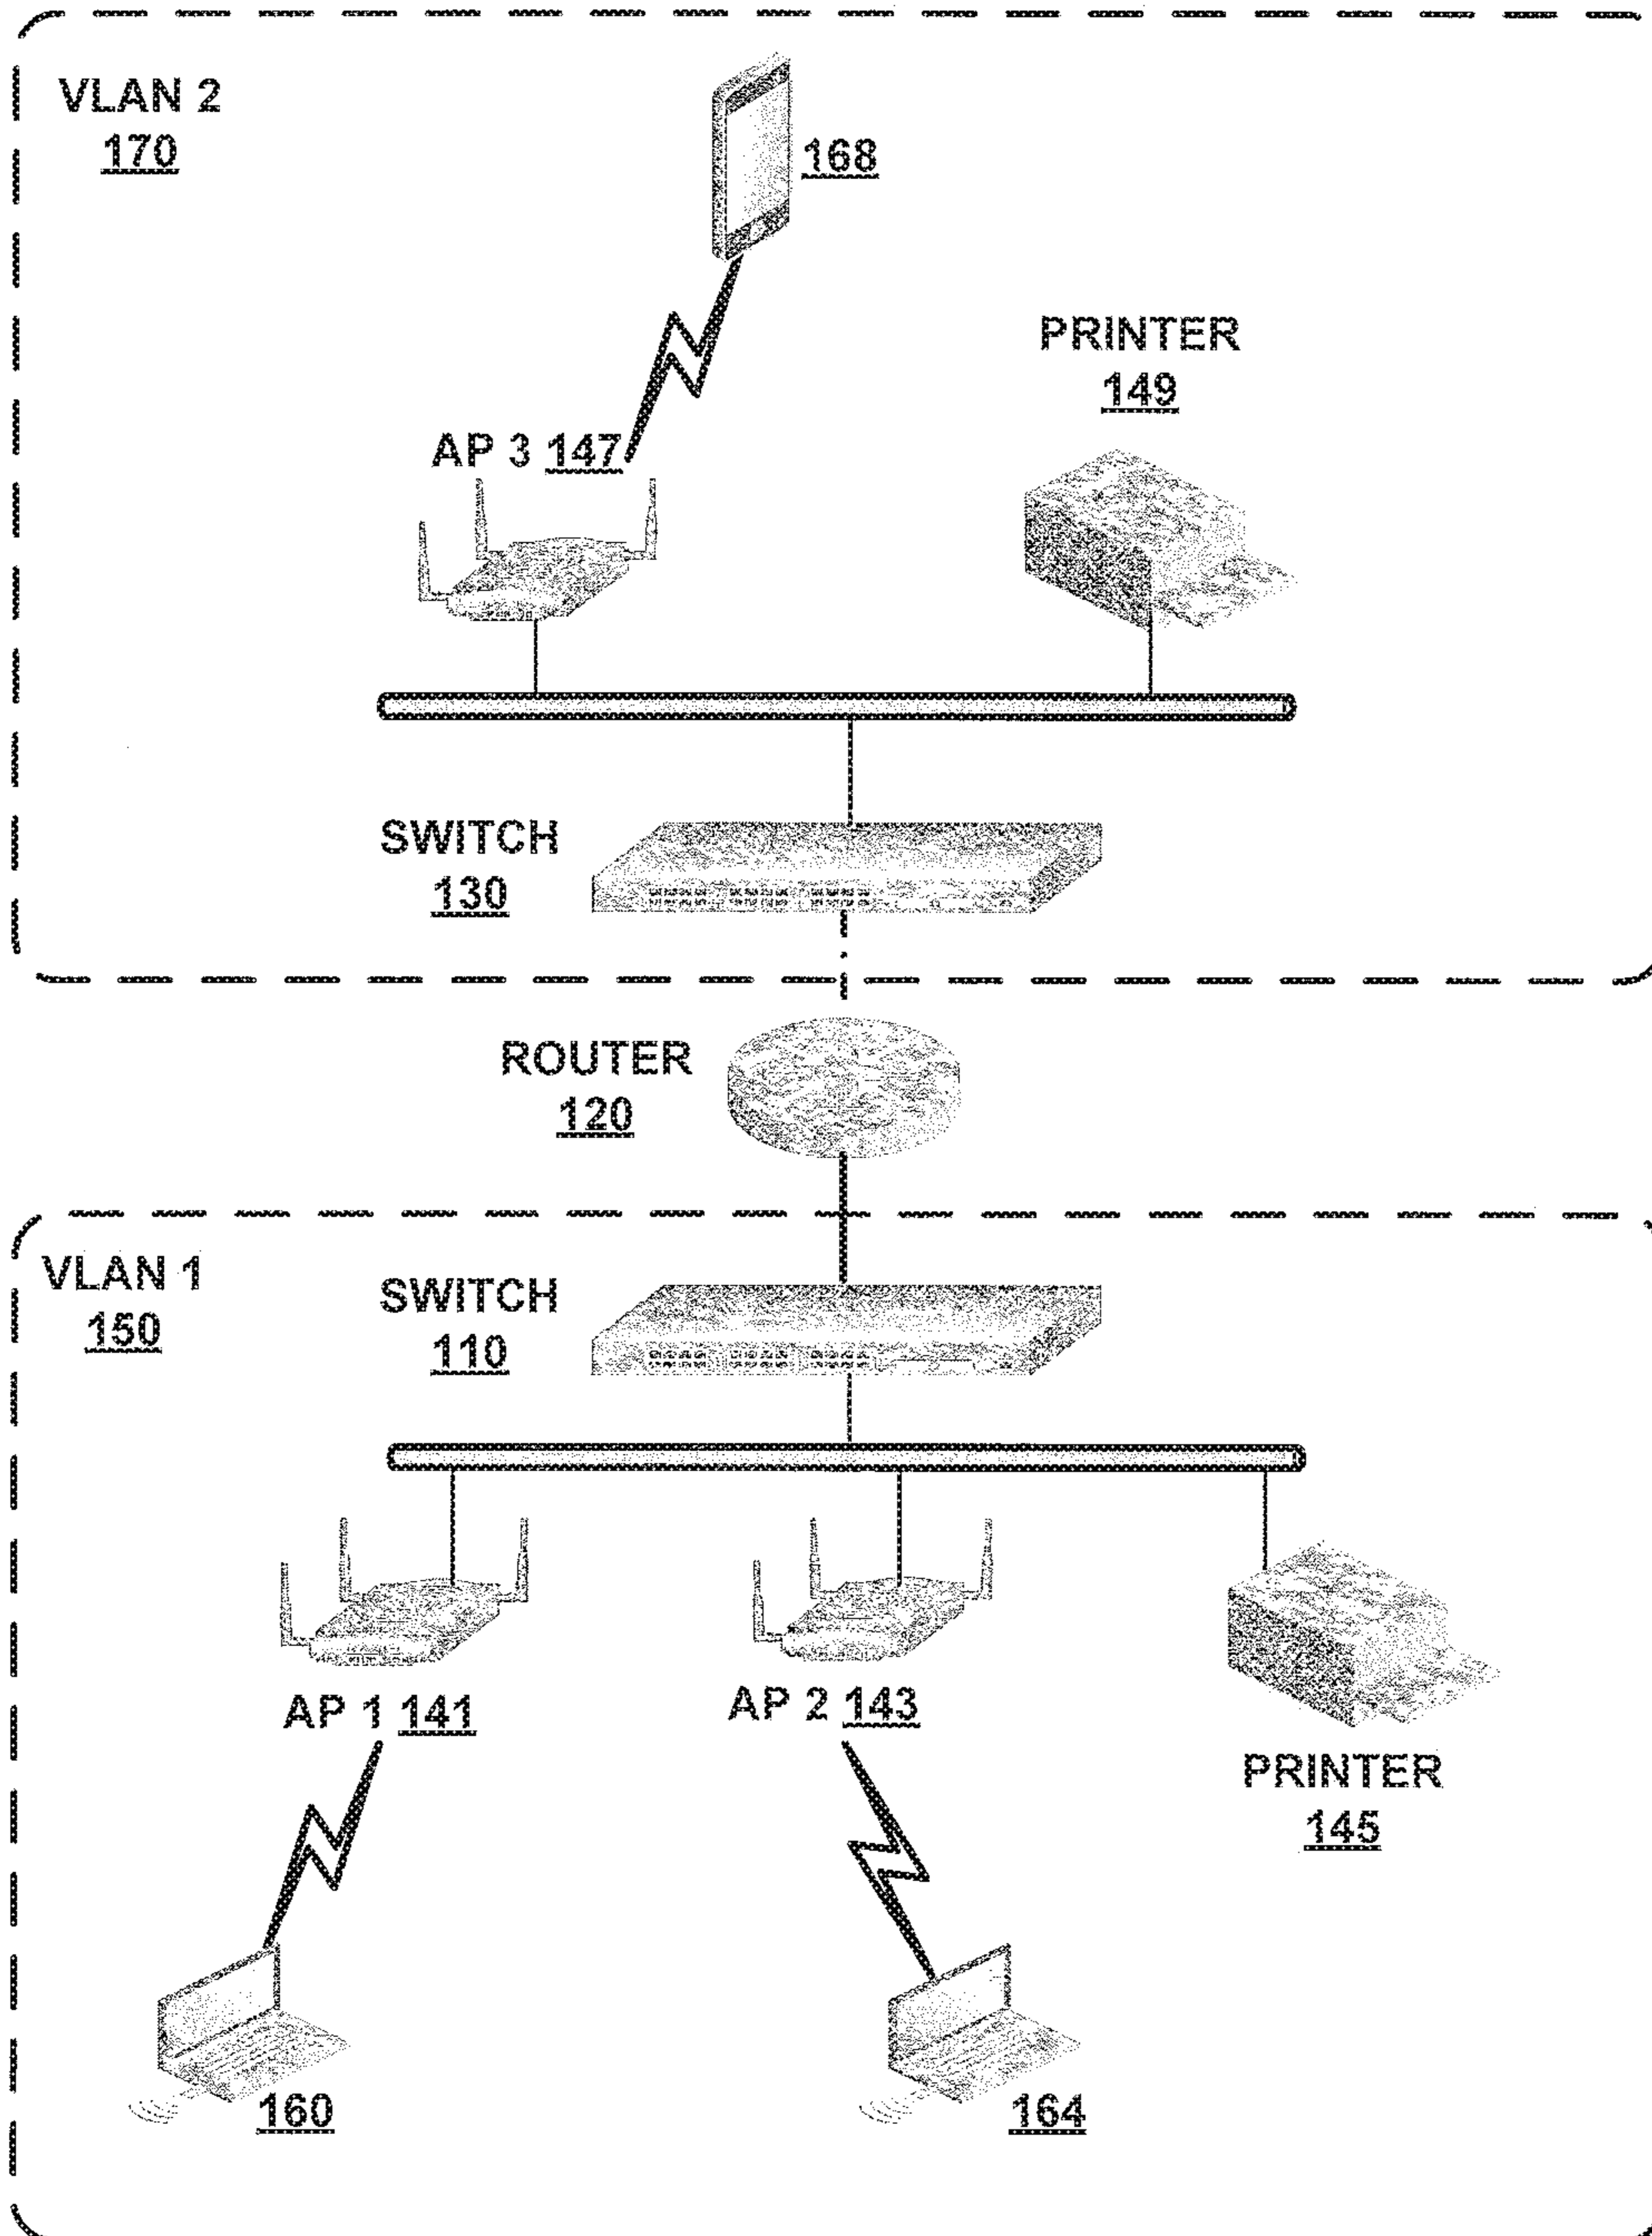 VLAN 2
170
168
PRINTER
149
AP 3 147
SWITCH
130
ROUTER
120
VLAN 1
150
SWITCH
110
AP 1 141
AP 2 143
PRINTER
145
160
164